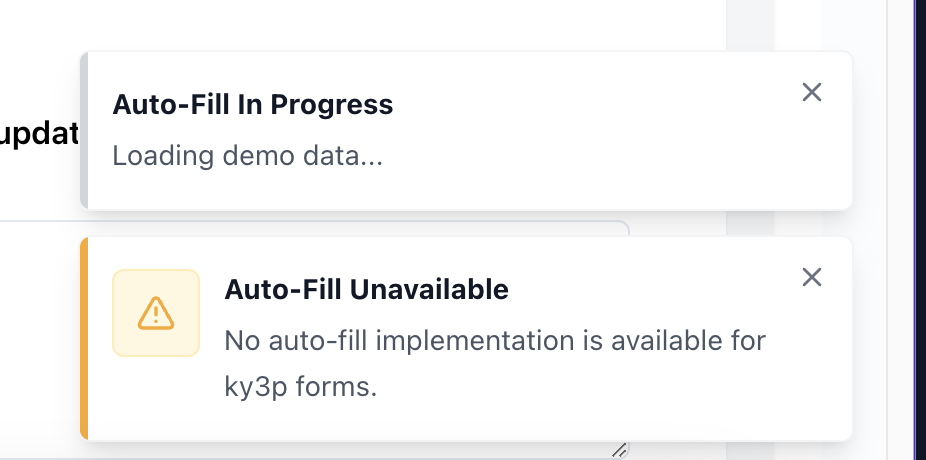 Auto-Fill In Progress
updat
Loading demo data...
Auto-Fill Unavailable
No auto-fill implementation is available for
ky3p forms.